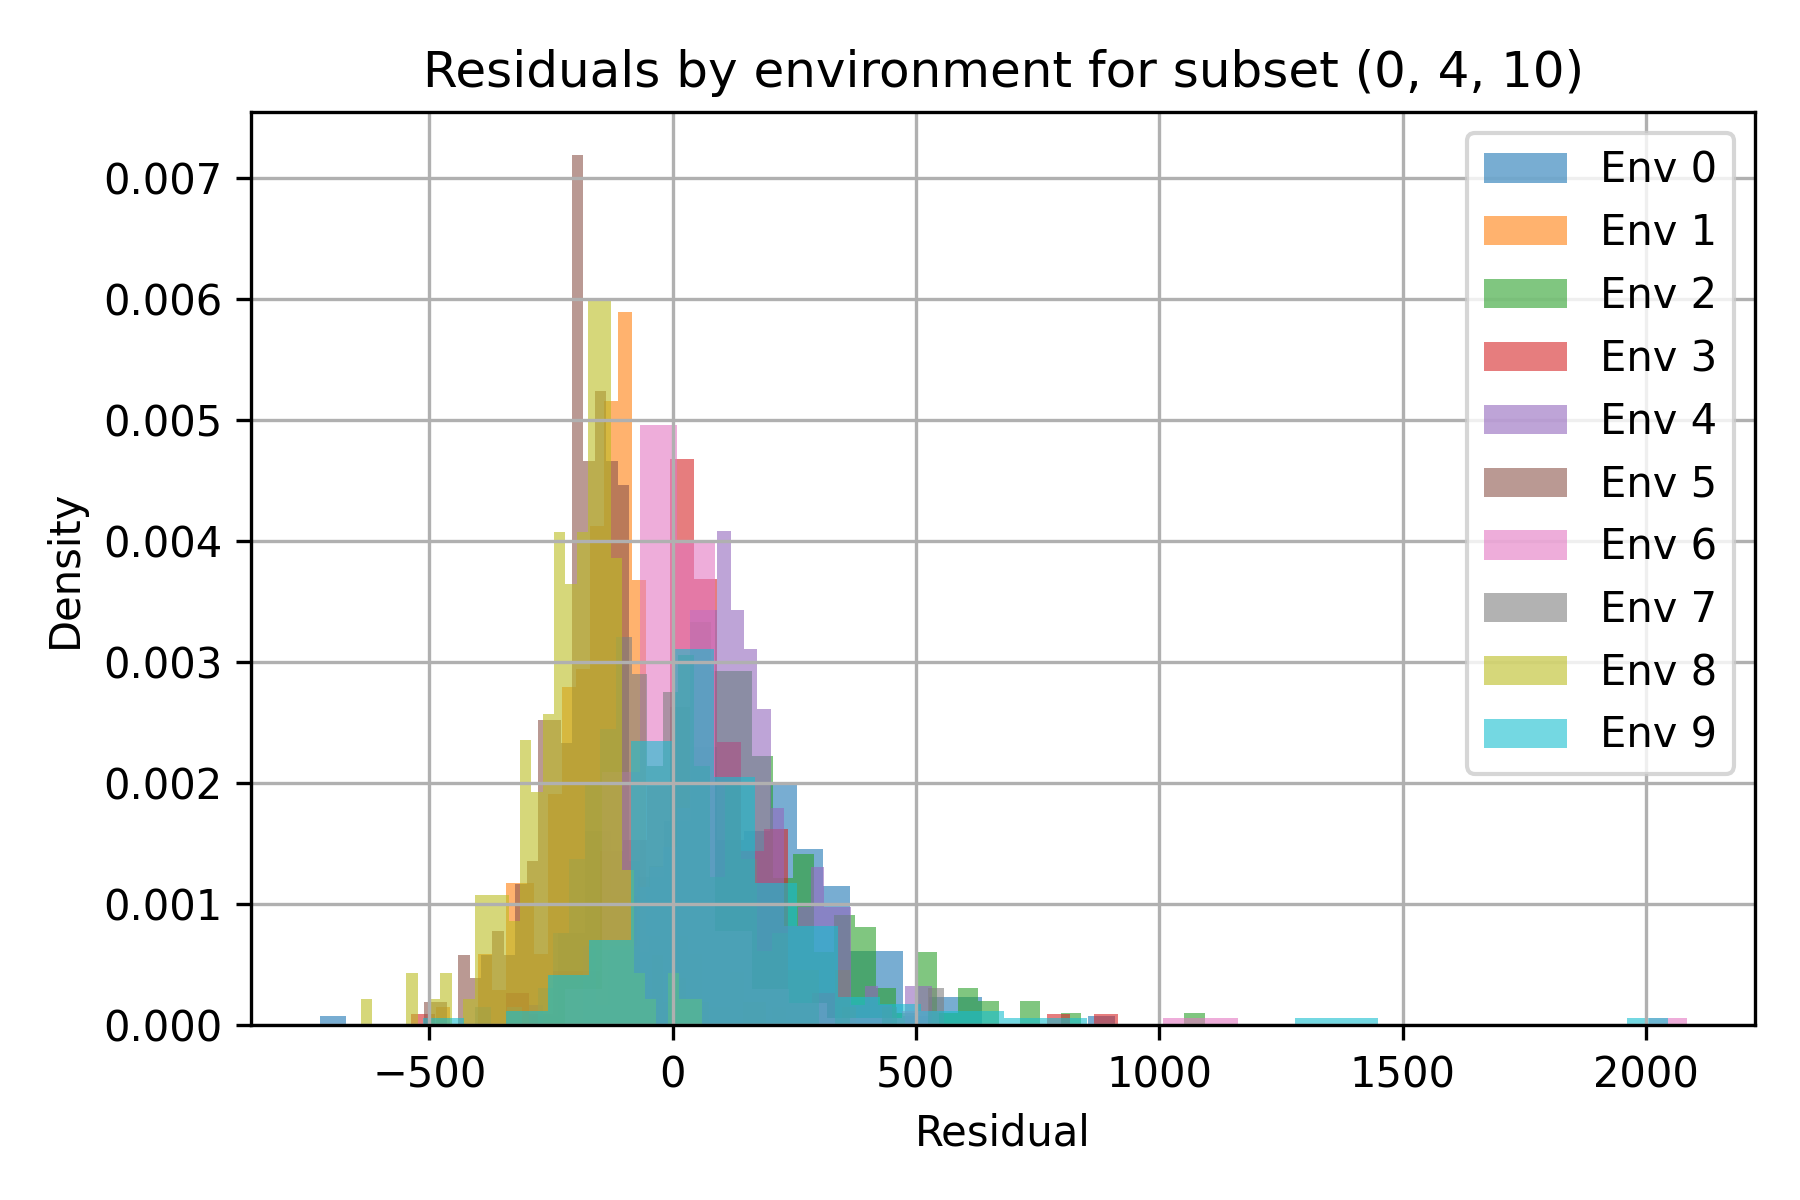 Residuals by environment for subset (0, 4, 10)
0.007
0.006
0.005
0.004
0.003
0.002
0.001
0.000
Density
−500
0
500
1000
1500
2000
Residual
Env 0
Env 1
Env 2
Env 3
Env 4
Env 5
Env 6
Env 7
Env 8
Env 9